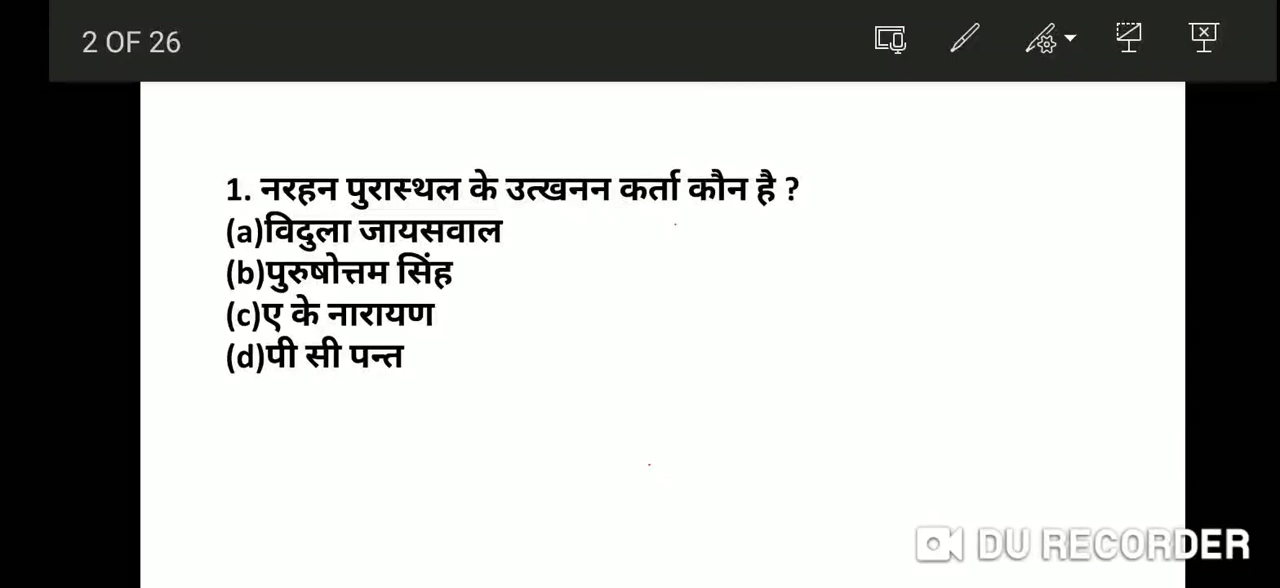 2 OF 26
1. नरहन पुरास्थल के उत्खनन कर्ता कौन है ?
(a)विदुला जायसवाल
(b)पुरुषोत्तम सिंह
(c)ए के नारायण
(d)पी सी पन्त
DU RECORDER